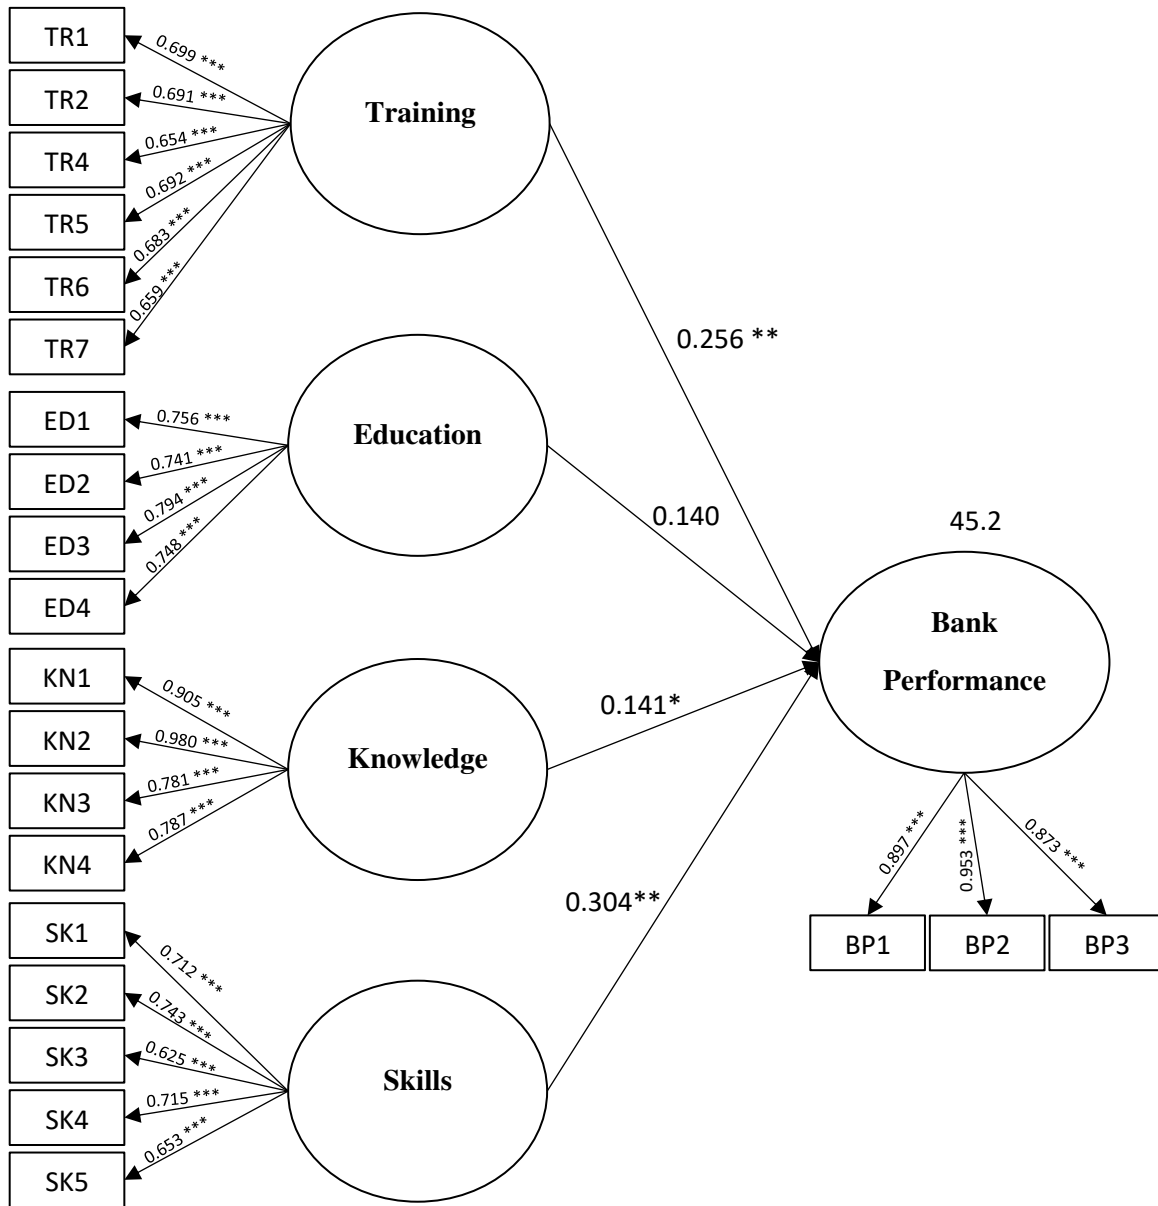 TR1
TR2
TR4
TR5
TR6
TR7
0.699 ***
0.691 ***
0.654 ***
0.692 ***
0.683 ***
0.659 ***
Training
0.256 **
ED1
ED2
ED3
ED4
0.756 ***
0.741 ***
0.794 ***
0.748 ***
Education
0.140
KN1
KN2
KN3
KN4
0.905 ***
0.980 ***
0.781 ***
0.787 ***
Knowledge
0.141*
SK1
SK2
SK3
SK4
SK5
0.712 ***
0.743 ***
0.625 ***
0.715 ***
0.653 ***
Skills
0.304**
45.2
Bank
Performance
0.897 ***
0.953 ***
0.873 ***
BP1
BP2
BP3